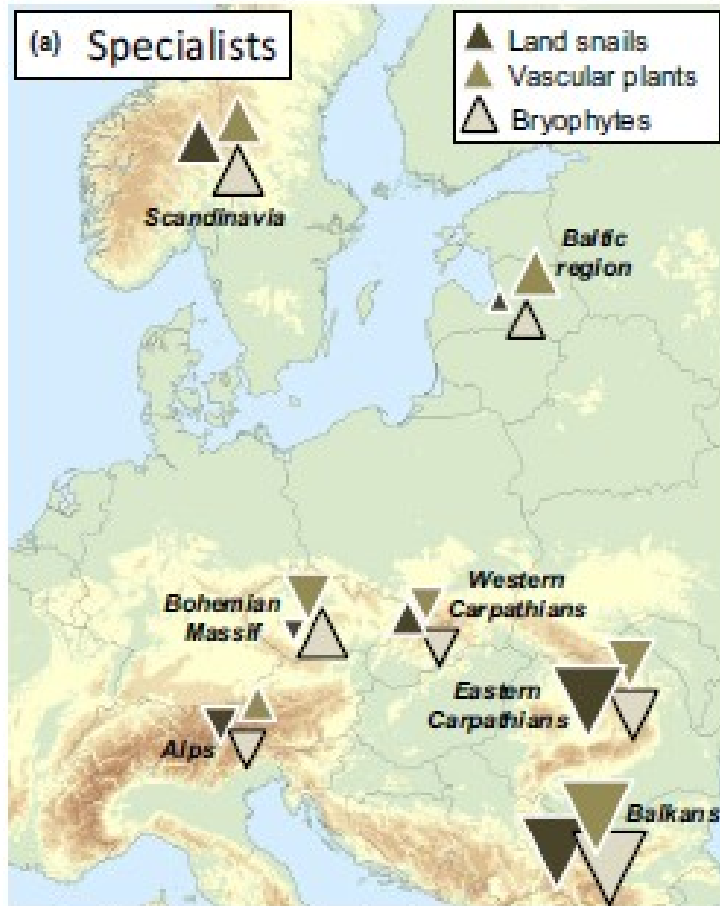 (a) Specialists
Land snails
Vascular plants
Bryophytes
Scandinavia
Baltic
region
Western
Carpathians
Bohemian
Massif
Eastern
Carpathians
Alps
Balkans